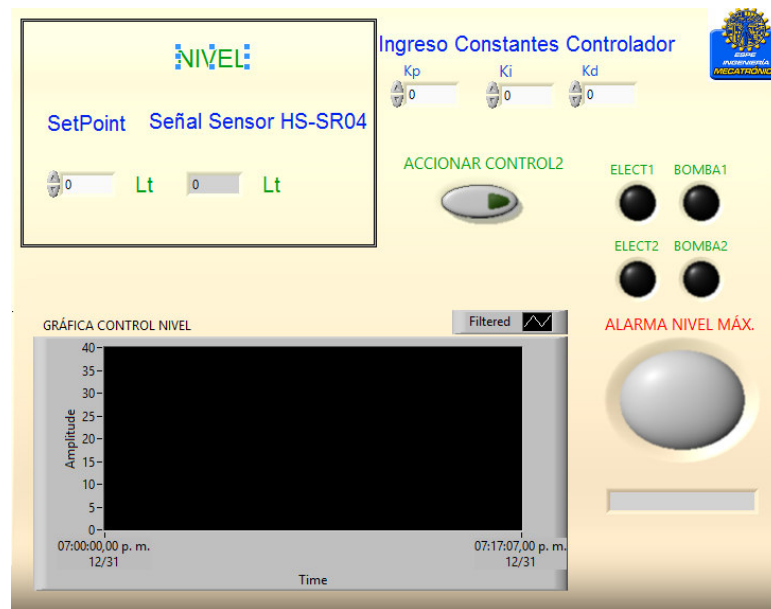 NIVEL
SetPoint
Señal Sensor HS-SR04
0
Lt
0
Lt
Ingreso Constantes Controlador
Kp
Ki
Kd
0
0
0
ESPE
INGENIERÍA
MECATRÓNIC
ACCIONAR CONTROL2
ELECT1 BOMBA1
ELECT2 BOMBA2
ALARMA NIVEL MÁX.
GRÁFICA CONTROL NIVEL
Filtered
Amplitude
40
35
30
25
20
15
10
5
0
07:00:00,00 p. m.
12/31
07:17:07,00 p. m.
12/31
Time